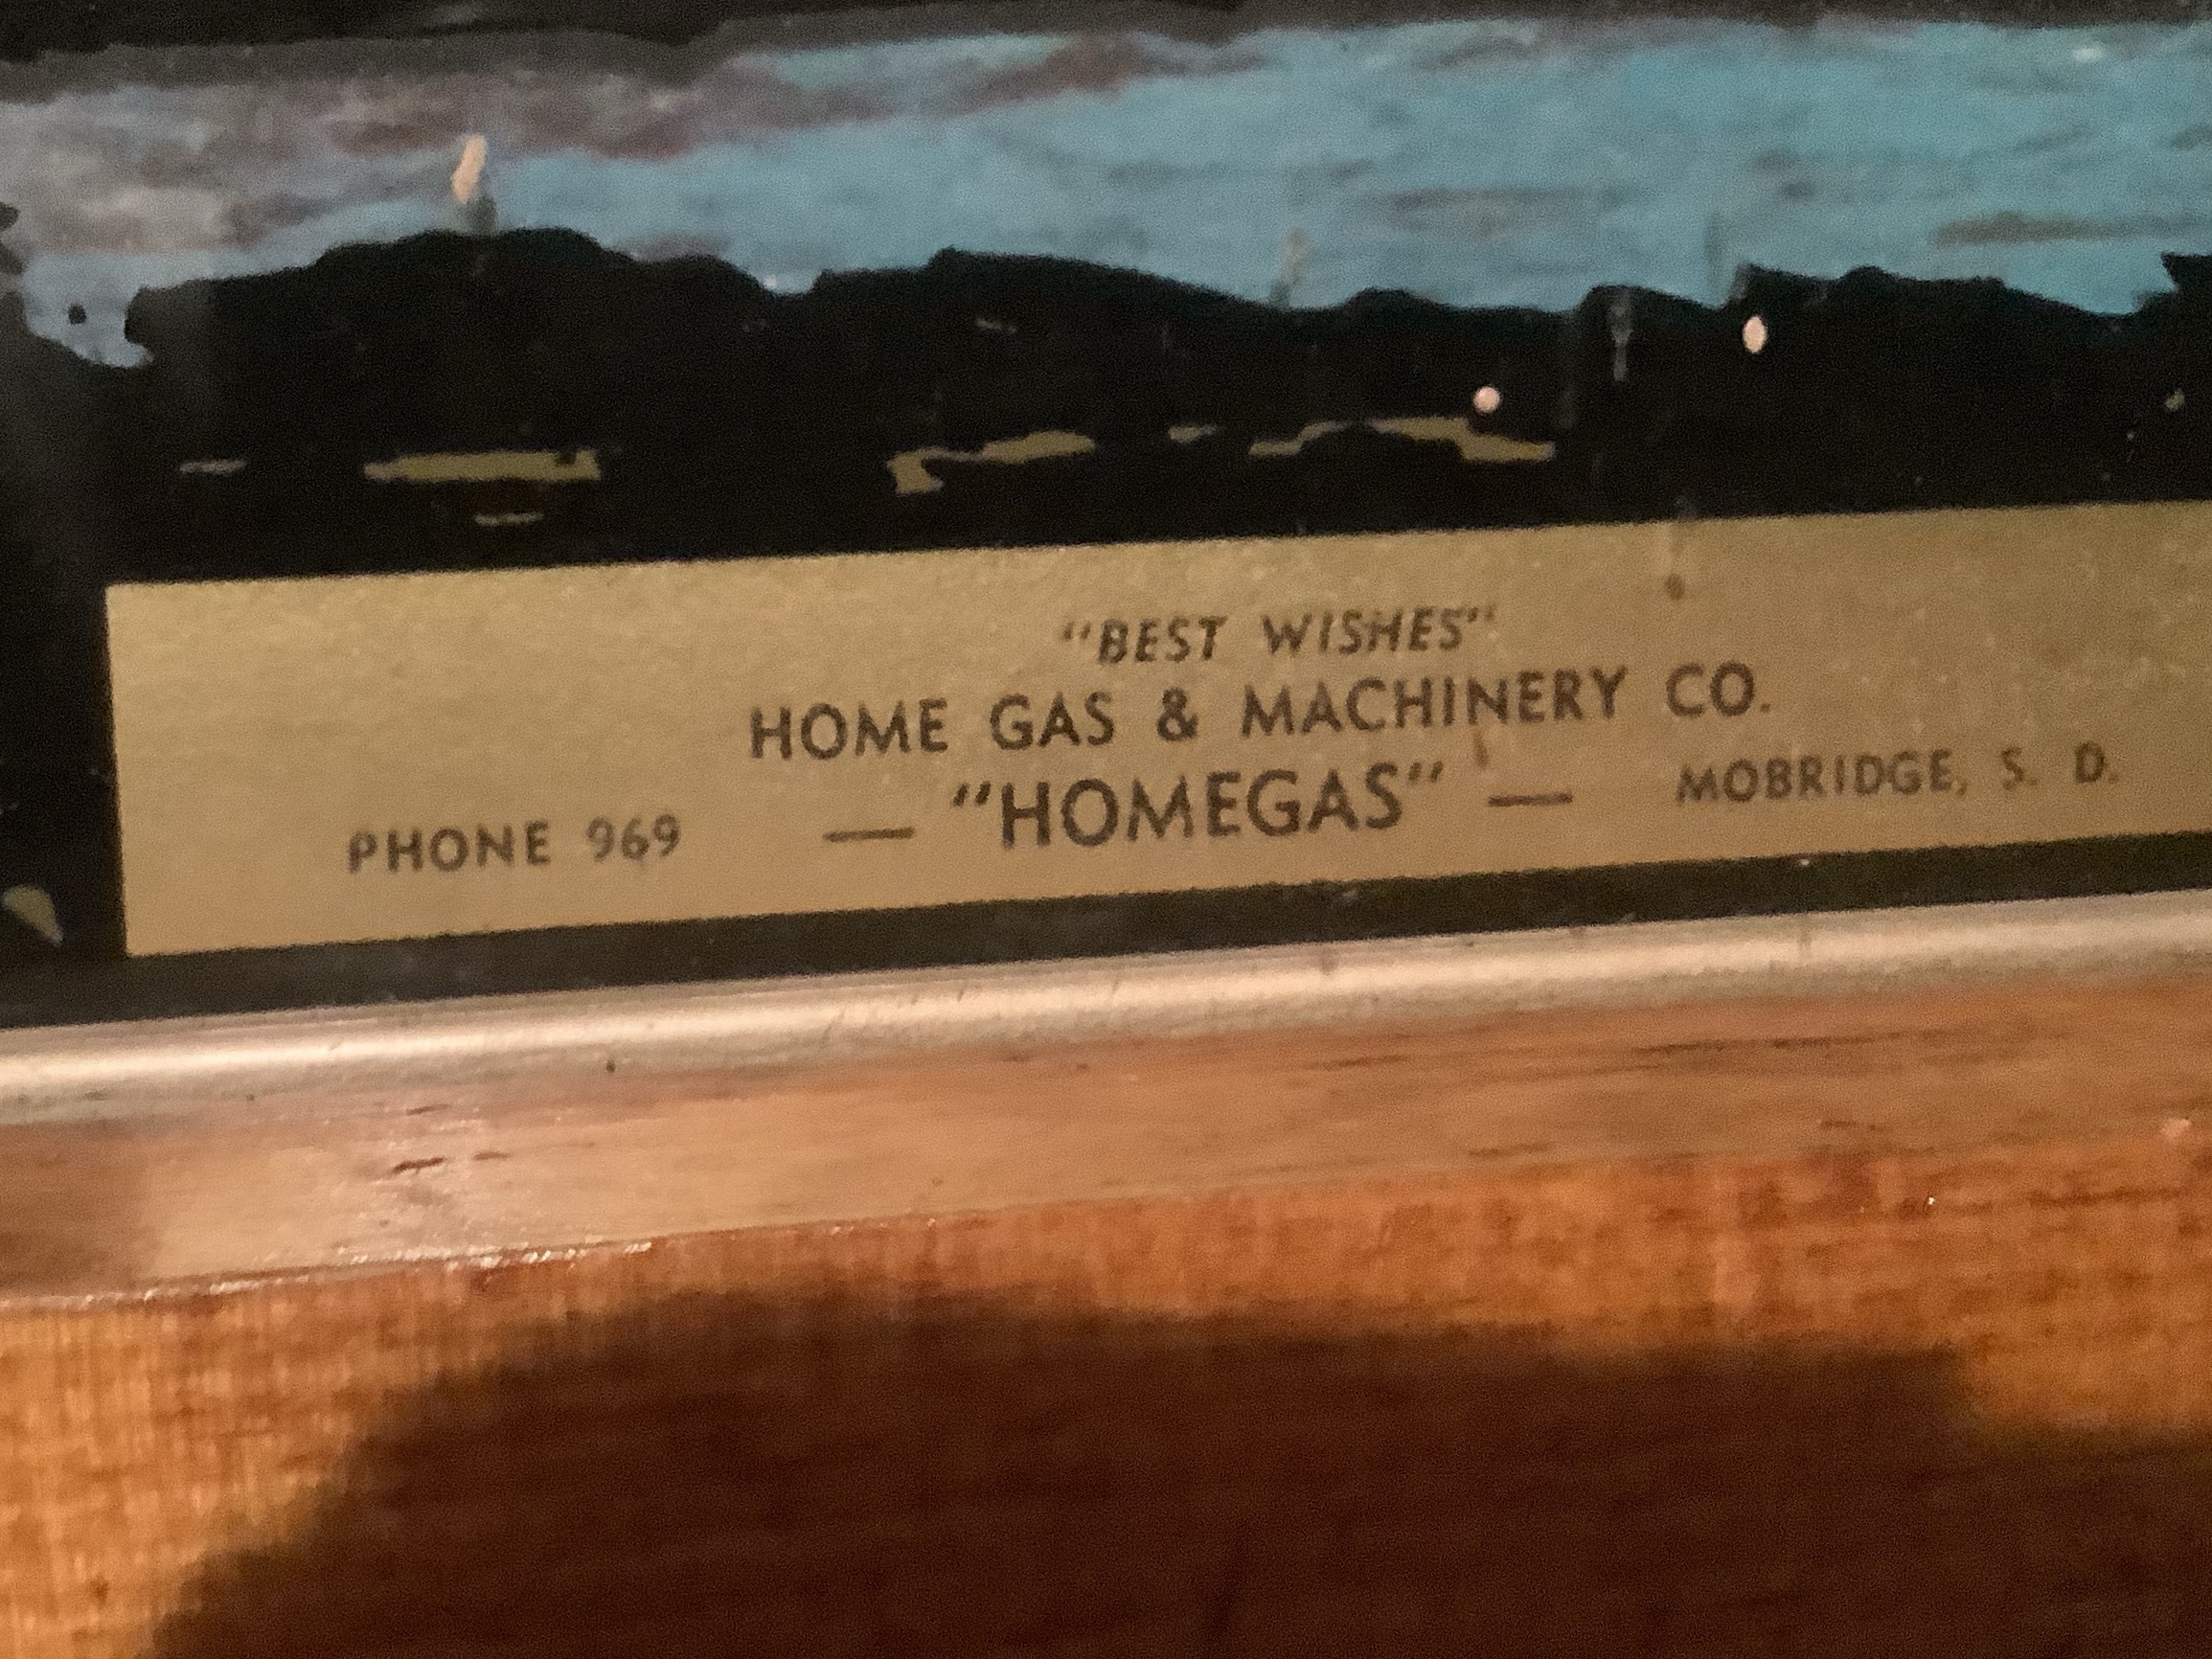 "BEST WISHES"
HOME GAS & MACHINERY CO.
PHONE 969 — "HOMEGAS" — MOBRIDGE, S. D.